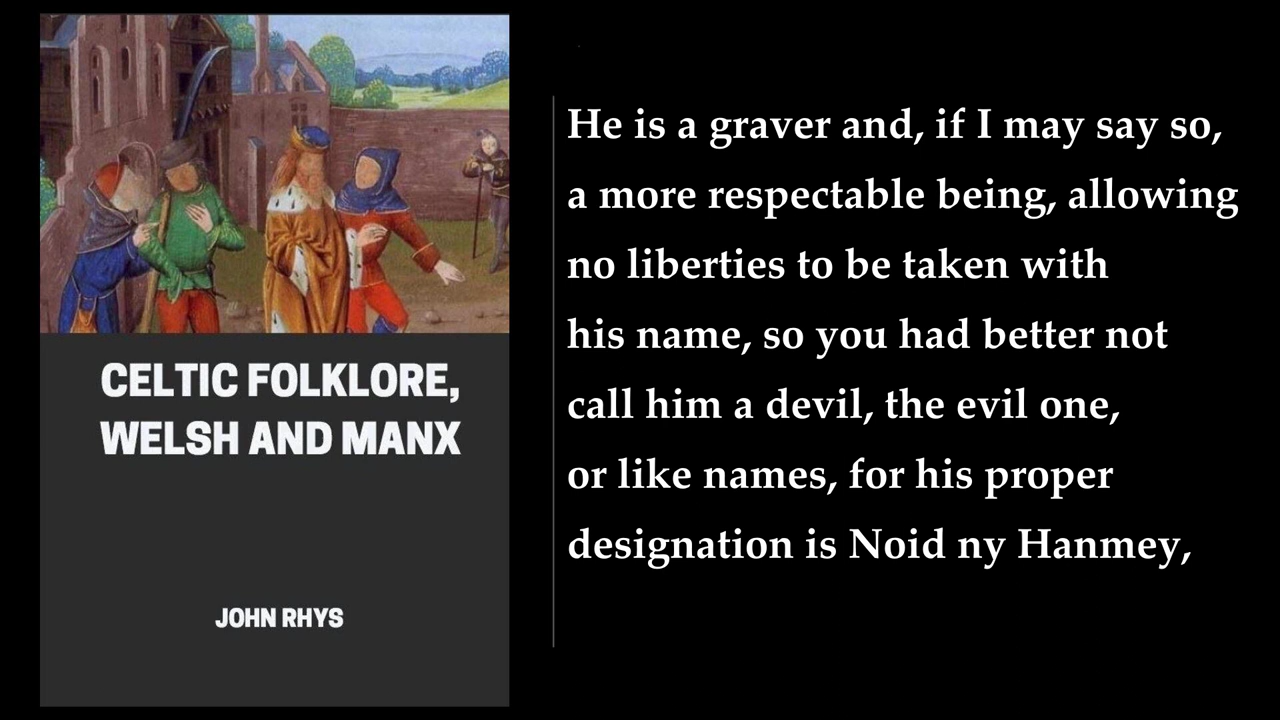 CELTIC FOLKLORE,
WELSH AND MANX
JOHN RHYS
He is a graver and, if I may say so,
a more respectable being, allowing
no liberties to be taken with
his name, so you had better not
call him a devil, the evil one,
or like names, for his proper
designation is Noid ny Hanmey,